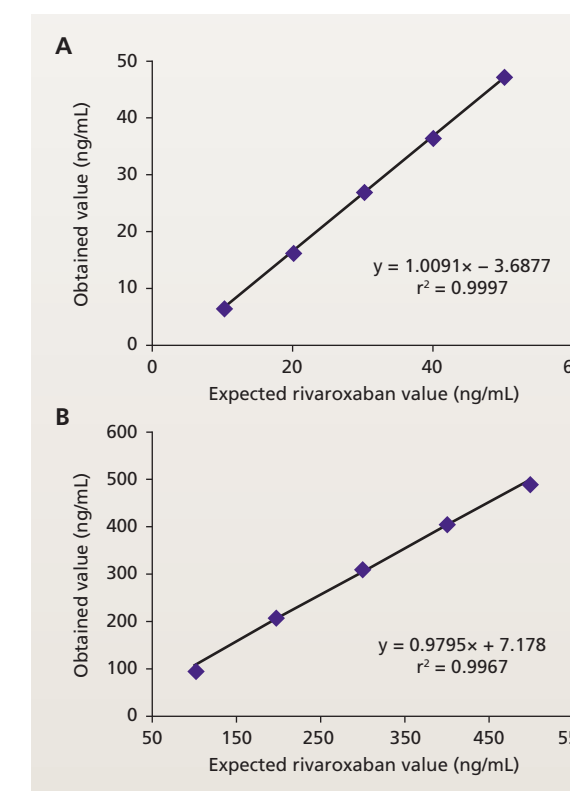 A
50
40
30
20
10
0
Obtained value (ng/mL)
y = 1.0091× − 3.6877
r² = 0.9997
0 20 40 6
Expected rivaroxaban value (ng/mL)
B
600
500
400
300
200
100
0
Obtained value (ng/mL)
y = 0.9795× + 7.178
r² = 0.9967
50 150 250 350 450 55
Expected rivaroxaban value (ng/mL)